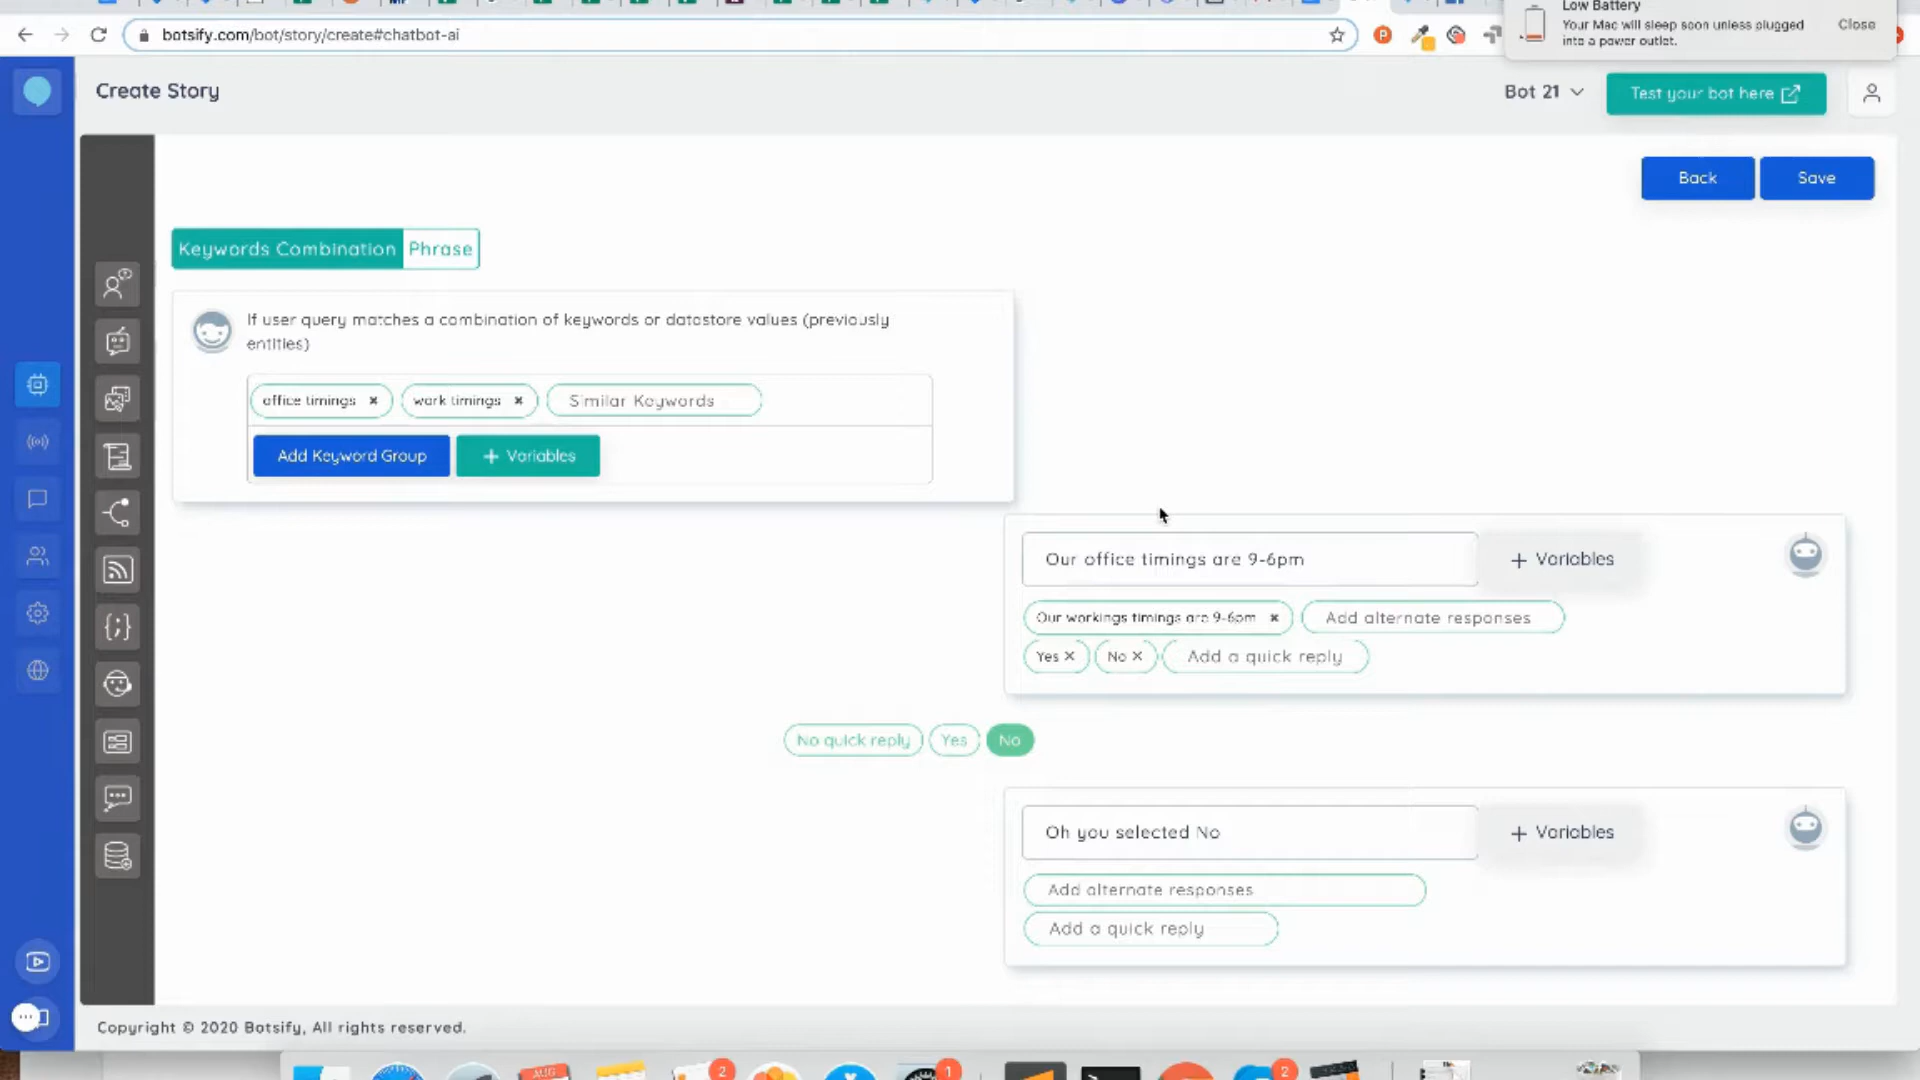 Low Battery
Your Mac will sleep soon unless plugged
into a power outlet.
Close
botsify.com/bot/story/create#chatbot-ai
Create Story
Bot 21
Test your bot here
Back
Save
Keywords Combination
Phrase
If user query matches a combination of keywords or datastore values (previously
entities)
office timings ×
work timings ×
Similar Keywords
Add Keyword Group
+ Variables
Our office timings are 9-6pm
+ Variables
Our workings timings are 9-6pm ×
Add alternate responses
Yes ×
No ×
Add a quick reply
No quick reply
Yes
No
Oh you selected No
+ Variables
Add alternate responses
Add a quick reply
Copyright © 2020 Botsify, All rights reserved.
AUG
2
1
2